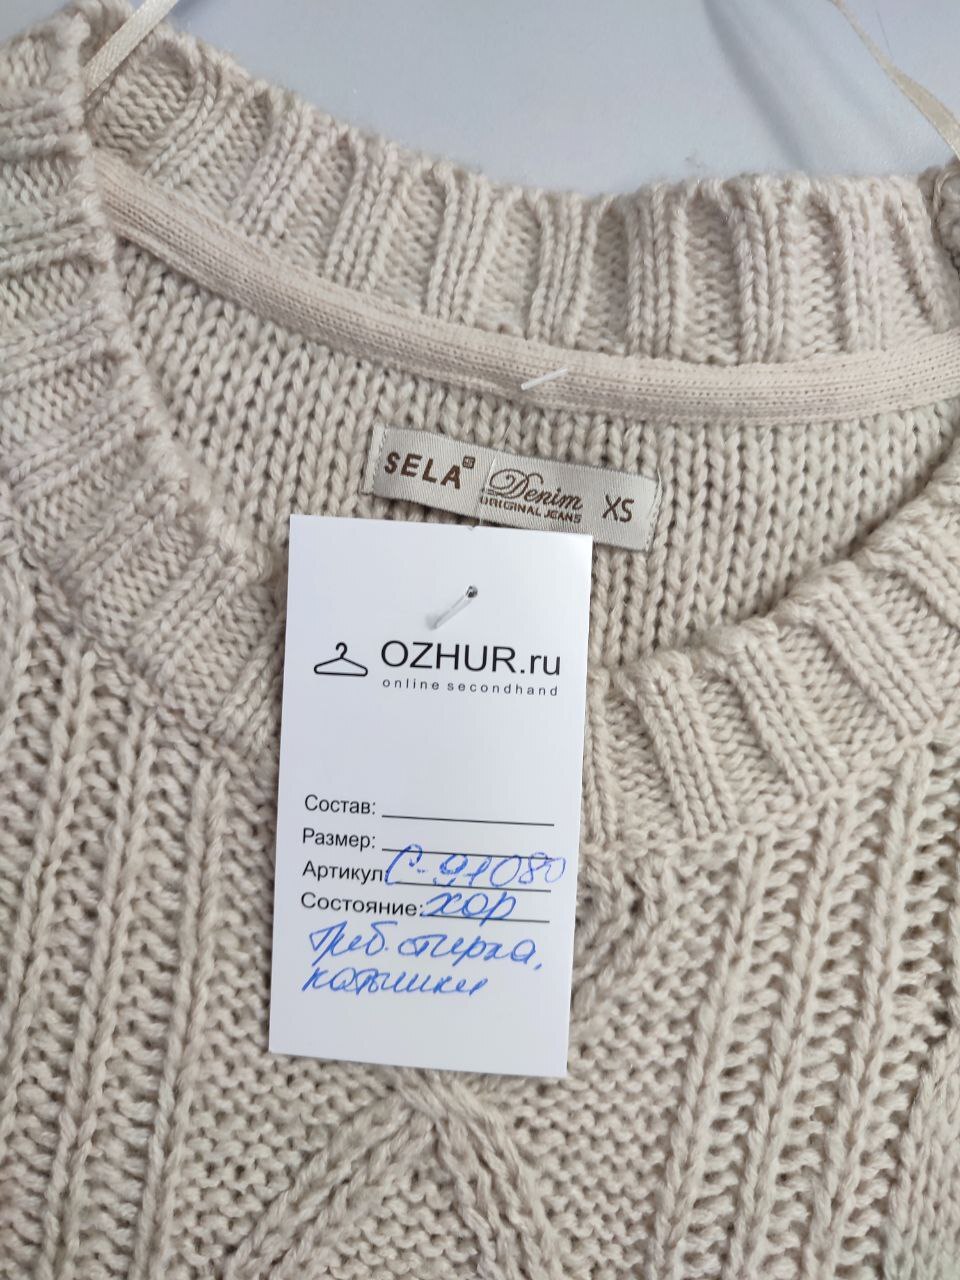 SELA Denim XS
ORIGINAL JEANS
OZHUR.ru
online secondhand
Состав:
Размер:
Артикул: С-91080
Состояние: хор
треб. стирка,
катышки